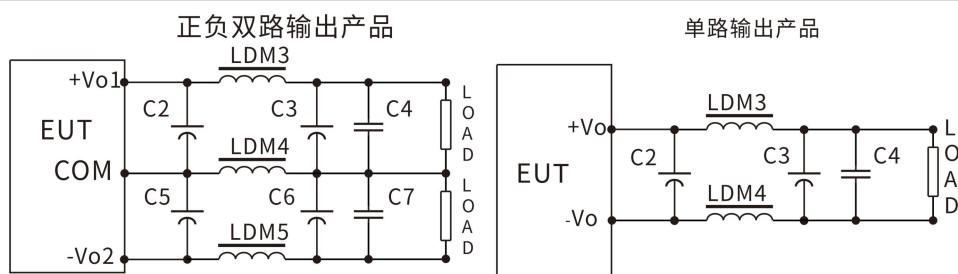 正负双路输出产品
LDM3
+Vo1
C2
C3
C4
LOAD
EUT
LDM4
COM
C5
C6
C7
LOAD
LDM5
-Vo2
单路输出产品
LDM3
+Vo
C2
C3
C4
LOAD
EUT
LDM4
-Vo